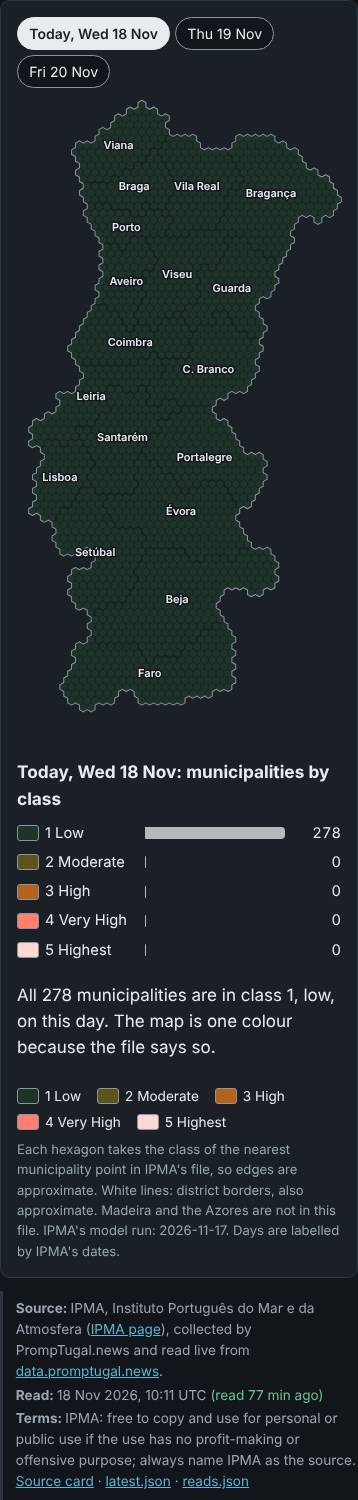 Today, Wed 18 Nov
Thu 19 Nov
Fri 20 Nov
Viana
Braga
Vila Real
Bragança
Porto
Aveiro
Viseu
Guarda
Coimbra
C. Branco
Leiria
Santarém
Portalegre
Lisboa
Évora
Setúbal
Beja
Faro
Today, Wed 18 Nov: municipalities by
class
1 Low 278
2 Moderate 0
3 High 0
4 Very High 0
5 Highest 0
All 278 municipalities are in class 1, low,
on this day. The map is one colour
because the file says so.
1 Low 2 Moderate 3 High
4 Very High 5 Highest
Each hexagon takes the class of the nearest
municipality point in IPMA's file, so edges are
approximate. White lines: district borders, also
approximate. Madeira and the Azores are not in this
file. IPMA's model run: 2026-11-17. Days are labelled
by IPMA's dates.
Source: IPMA, Instituto Português do Mar e da
Atmosfera (IPMA page), collected by
PrompTugal.news and read live from
data.promptugal.news.
Read: 18 Nov 2026, 10:11 UTC (read 77 min ago)
Terms: IPMA: free to copy and use for personal or
public use if the use has no profit-making or
offensive purpose; always name IPMA as the source.
Source card · latest.json · reads.json